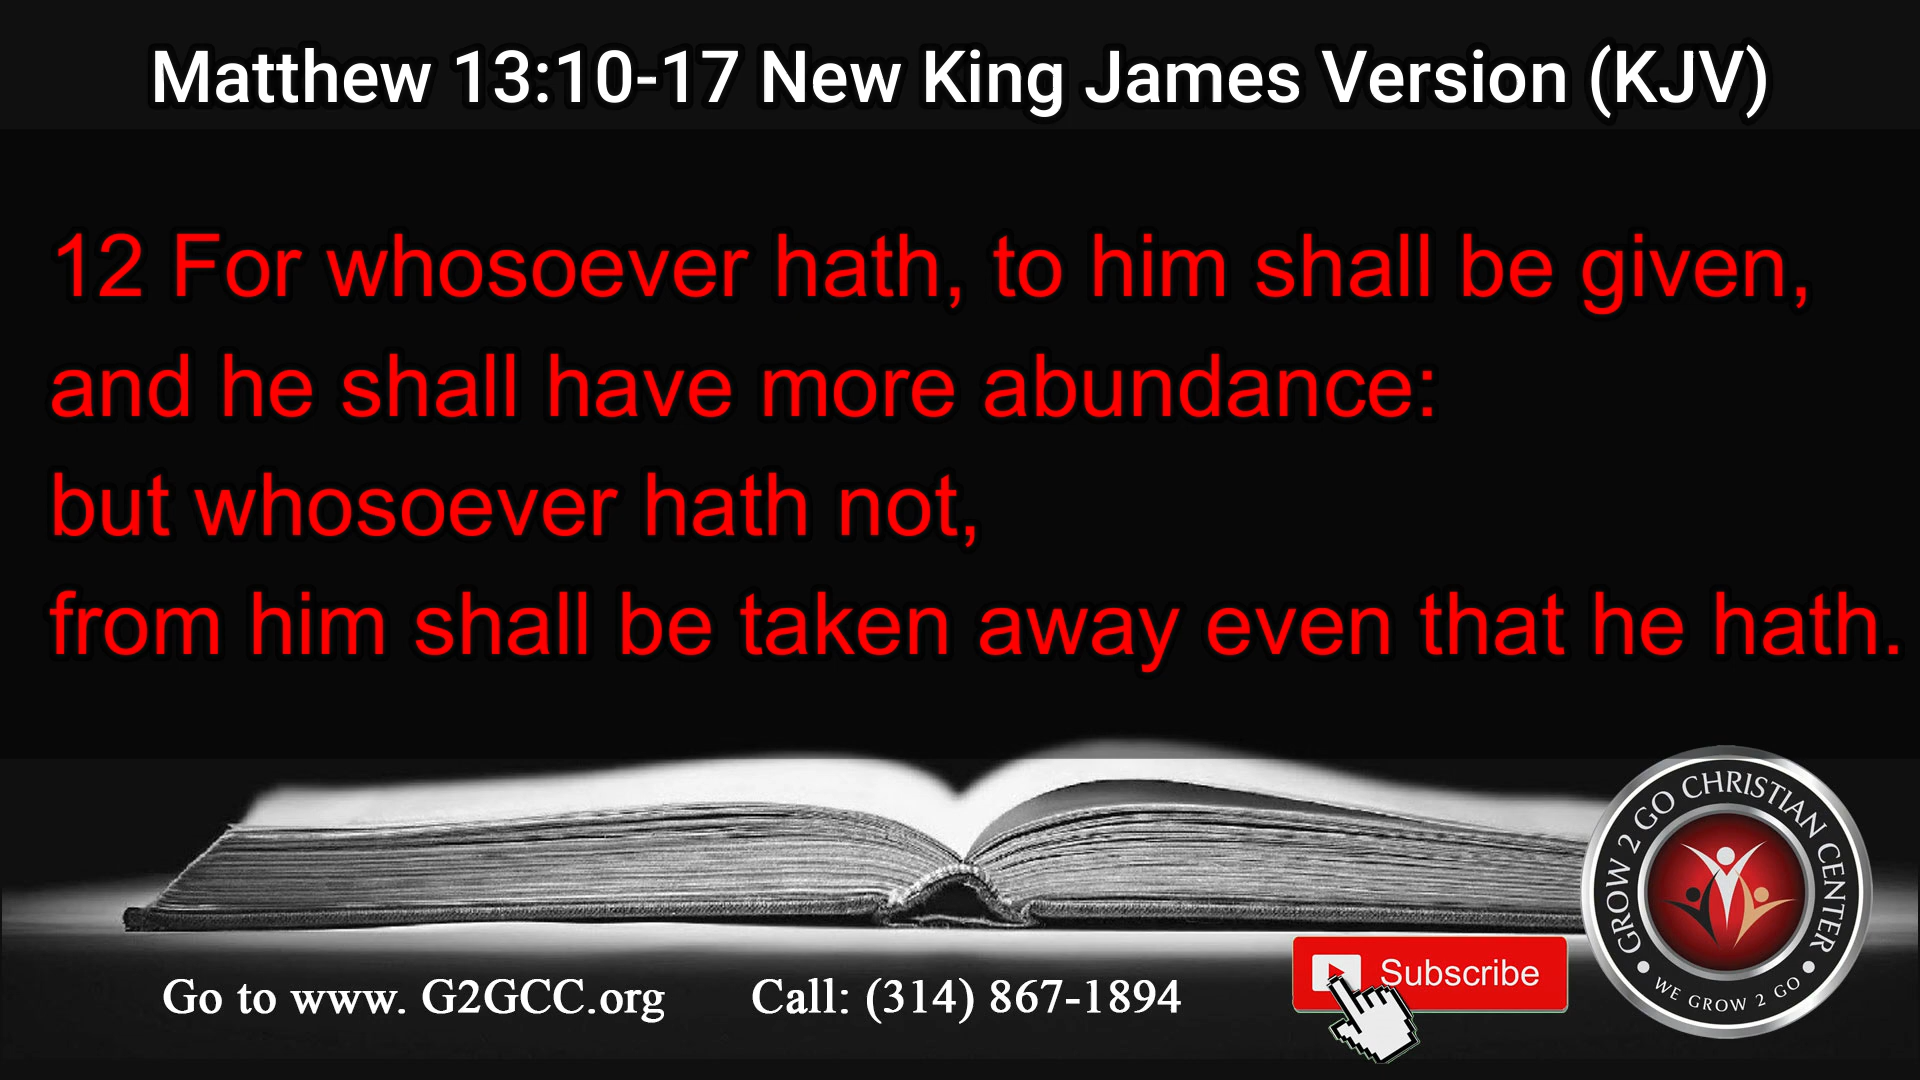 Matthew 13:10-17 New King James Version (KJV)
12 For whosoever hath, to him shall be given,
and he shall have more abundance:
but whosoever hath not,
from him shall be taken away even that he hath.
GROW 2 GO CHRISTIAN CENTER
WE GROW 2 GO
Subscribe
Go to www. G2GCC.org Call: (314) 867-1894